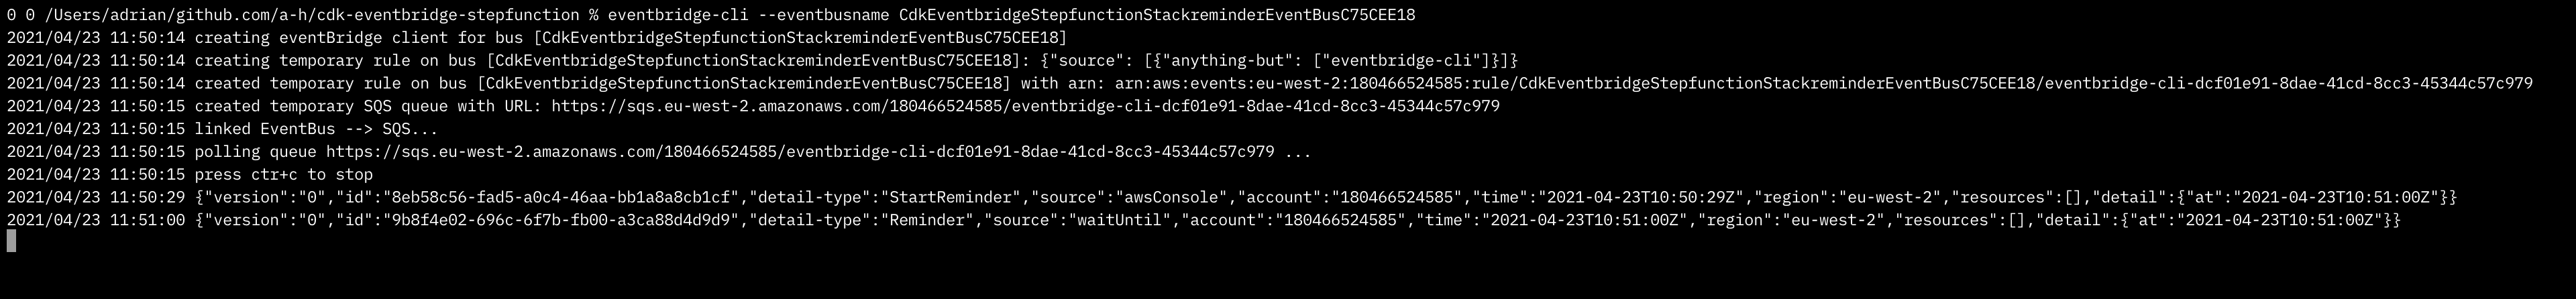 0 0 /Users/adrian/github.com/a-h/cdk-eventbridge-stepfunction % eventbridge-cli --eventbusname CdkEventbridgeStepfunctionStackreminderEventBusC75CEE18
2021/04/23 11:50:14 creating eventBridge client for bus [CdkEventbridgeStepfunctionStackreminderEventBusC75CEE18]
2021/04/23 11:50:14 creating temporary rule on bus [CdkEventbridgeStepfunctionStackreminderEventBusC75CEE18]: {"source": [{"anything-but": ["eventbridge-cli"]}]}
2021/04/23 11:50:14 created temporary rule on bus [CdkEventbridgeStepfunctionStackreminderEventBusC75CEE18] with arn: arn:aws:events:eu-west-2:180466524585:rule/CdkEventbridgeStepfunctionStackreminderEventBusC75CEE18/eventbridge-cli-dcf01e91-8dae-41cd-8cc3-45344c57c979
2021/04/23 11:50:15 created temporary SQS queue with URL: https://sqs.eu-west-2.amazonaws.com/180466524585/eventbridge-cli-dcf01e91-8dae-41cd-8cc3-45344c57c979
2021/04/23 11:50:15 linked EventBus --> SQS...
2021/04/23 11:50:15 polling queue https://sqs.eu-west-2.amazonaws.com/180466524585/eventbridge-cli-dcf01e91-8dae-41cd-8cc3-45344c57c979 ...
2021/04/23 11:50:15 press ctr+c to stop
2021/04/23 11:50:29 {"version":"0","id":"8eb58c56-fad5-a0c4-46aa-bb1a8a8cb1cf","detail-type":"StartReminder","source":"awsConsole","account":"180466524585","time":"2021-04-23T10:50:29Z","region":"eu-west-2","resources":[],"detail":{"at":"2021-04-23T10:51:00Z"}}
2021/04/23 11:51:00 {"version":"0","id":"9b8f4e02-696c-6f7b-fb00-a3ca88d4d9d9","detail-type":"Reminder","source":"waitUntil","account":"180466524585","time":"2021-04-23T10:51:00Z","region":"eu-west-2","resources":[],"detail":{"at":"2021-04-23T10:51:00Z"}}